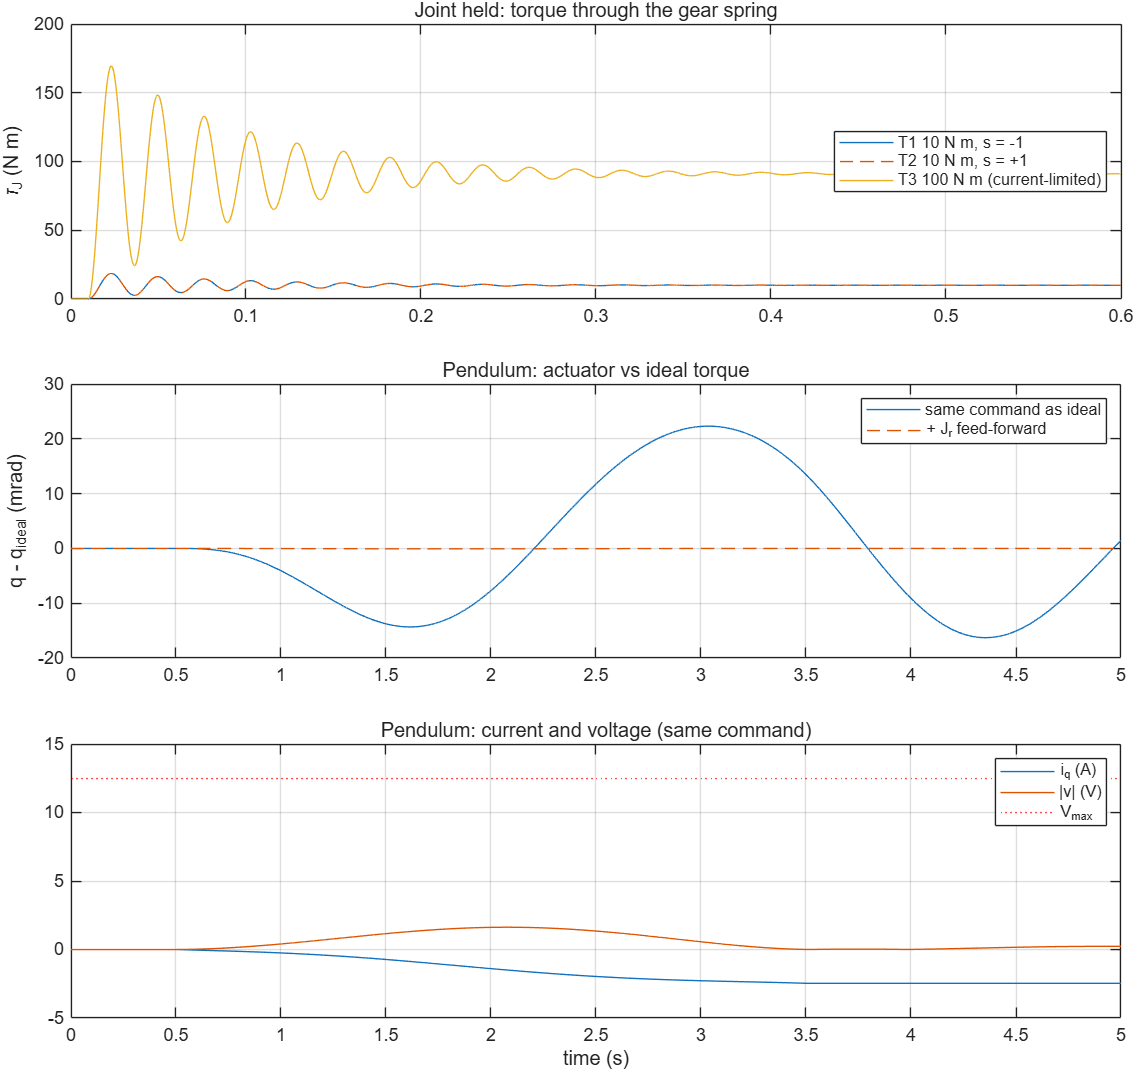 Joint held: torque through the gear spring
200
150
100
50
0
τJ (N m)
T1 10 N m, s = -1
T2 10 N m, s = +1
T3 100 N m (current-limited)
0 0.1 0.2 0.3 0.4 0.5 0.6
Pendulum: actuator vs ideal torque
30
20
10
0
-10
-20
q - qideal (mrad)
same command as ideal
+ Jr feed-forward
0 0.5 1 1.5 2 2.5 3 3.5 4 4.5 5
Pendulum: current and voltage (same command)
15
10
5
0
-5
iq (A)
|v| (V)
Vmax
0 0.5 1 1.5 2 2.5 3 3.5 4 4.5 5
time (s)